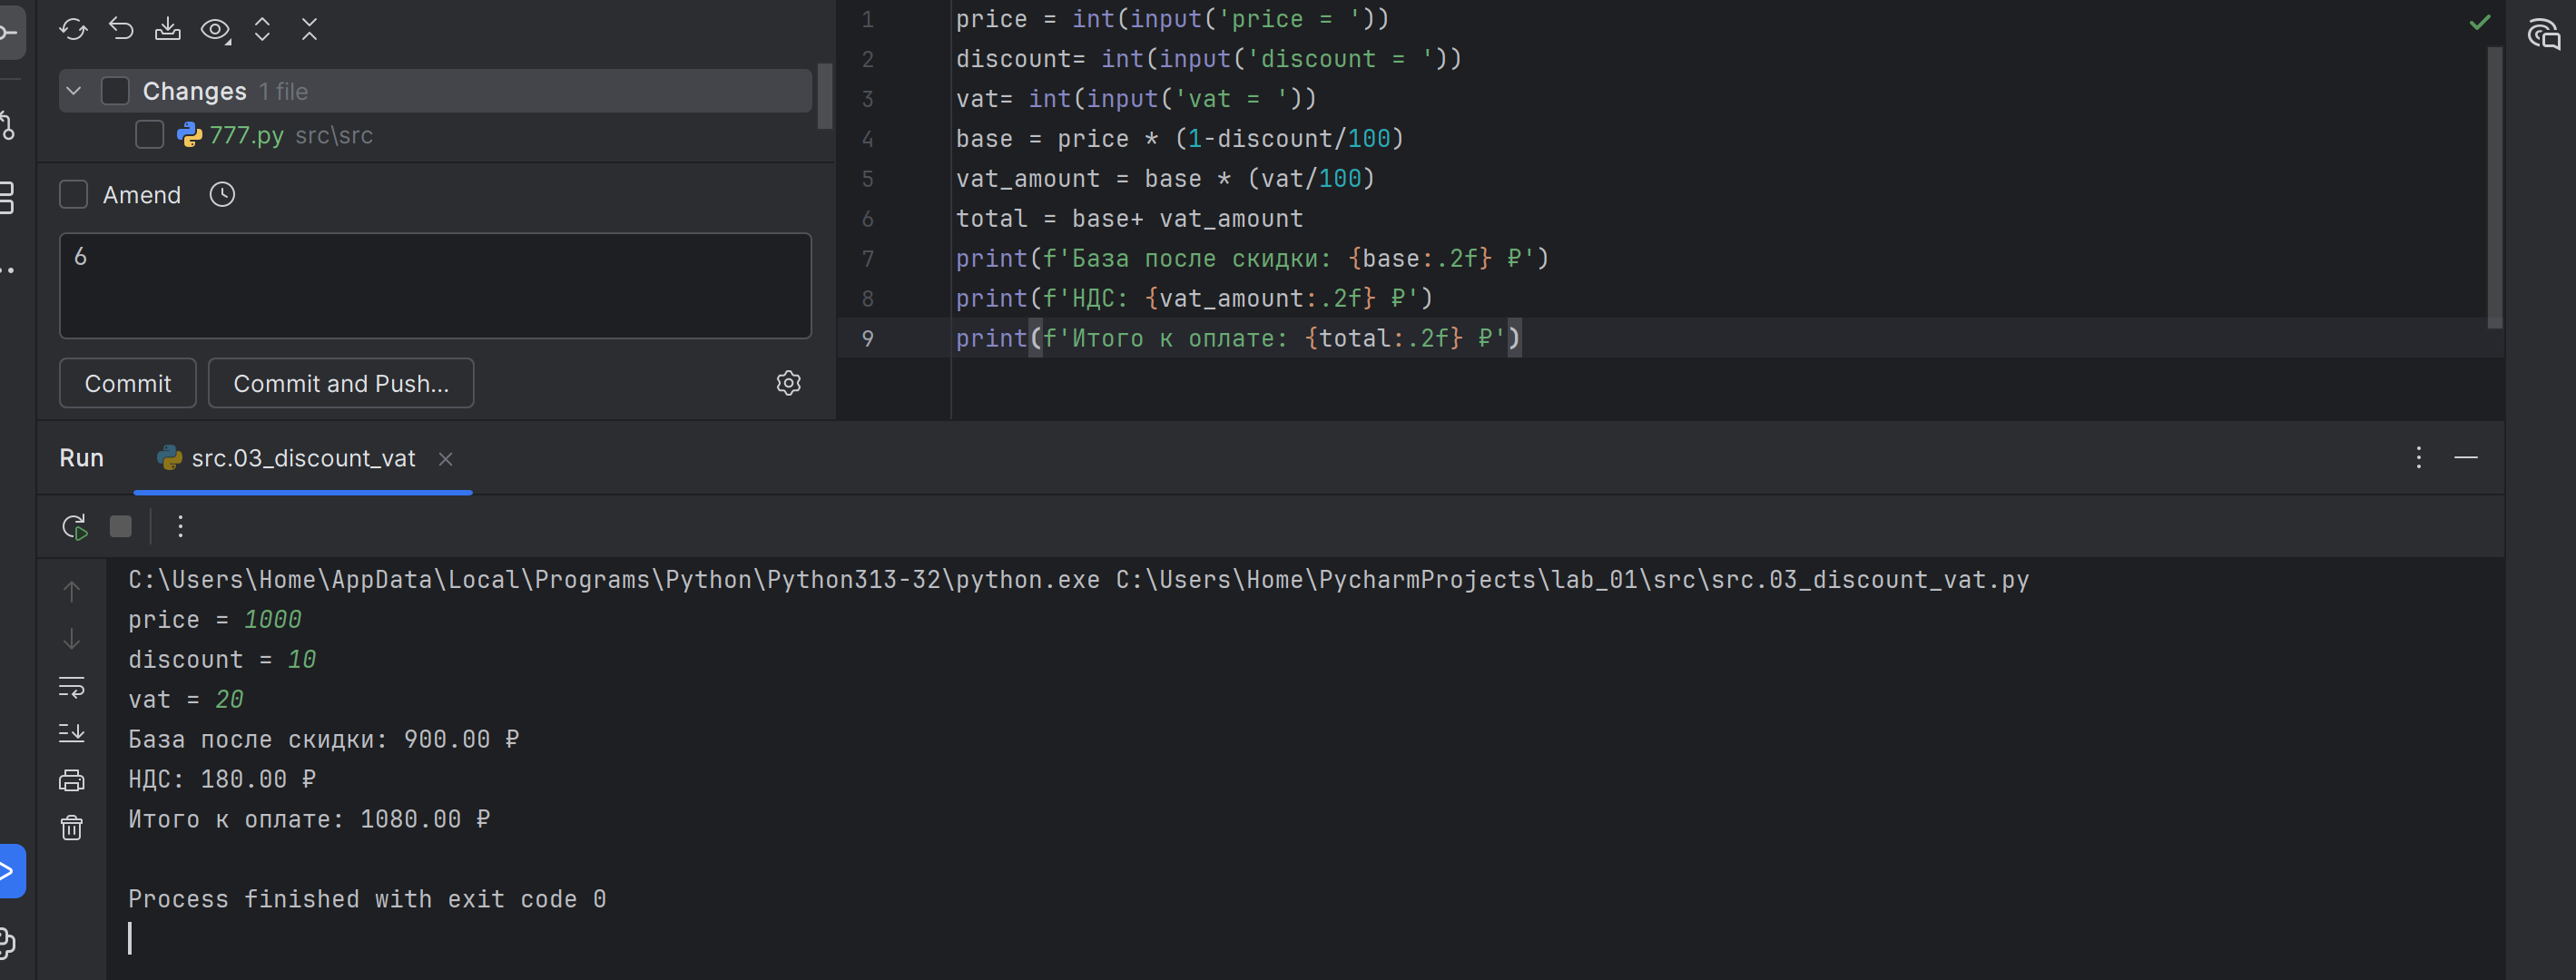 Changes 1 file
777.py src\src
Amend
6
Commit
Commit and Push...
1 price = int(input('price = '))
2 discount= int(input('discount = '))
3 vat= int(input('vat = '))
4 base = price * (1-discount/100)
5 vat_amount = base * (vat/100)
6 total = base+ vat_amount
7 print(f'База после скидки: {base:.2f} ₽')
8 print(f'НДС: {vat_amount:.2f} ₽')
9 print(f'Итого к оплате: {total:.2f} ₽')
Run src.03_discount_vat
C:\Users\Home\AppData\Local\Programs\Python\Python313-32\python.exe C:\Users\Home\PycharmProjects\lab_01\src\src.03_discount_vat.py
price = 1000
discount = 10
vat = 20
База после скидки: 900.00 ₽
НДС: 180.00 ₽
Итого к оплате: 1080.00 ₽
Process finished with exit code 0